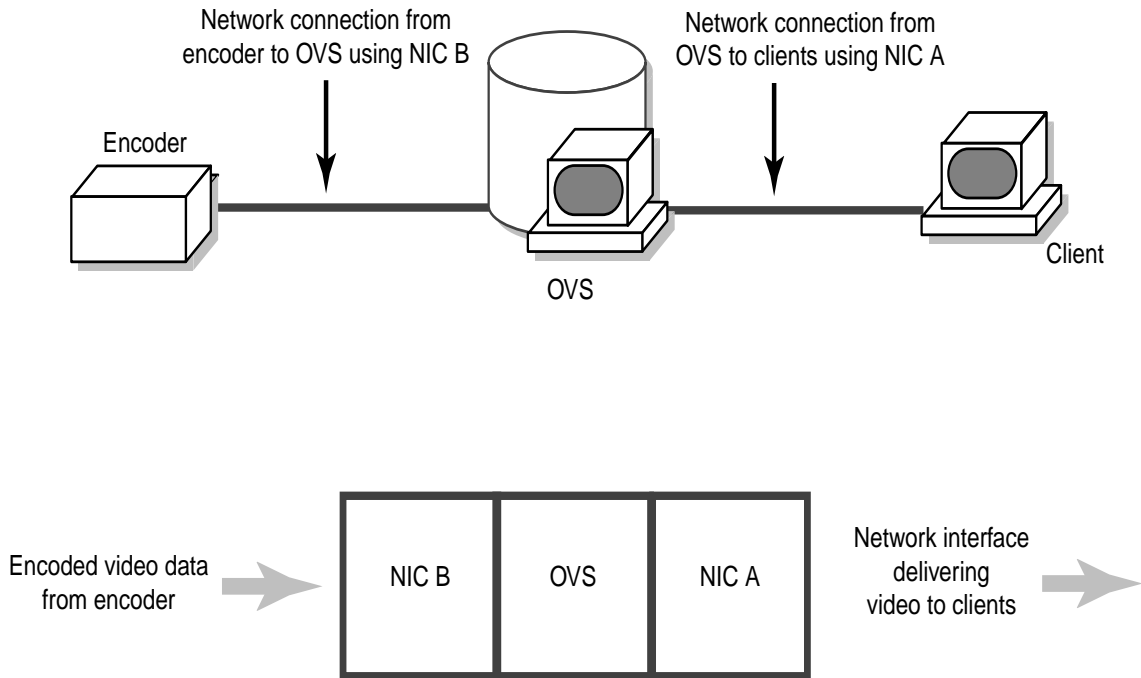 Network connection from
encoder to OVS using NIC B
Network connection from
OVS to clients using NIC A
Encoder
Client
OVS
Encoded video data
from encoder
NIC B
OVS
NIC A
Network interface
delivering
video to clients